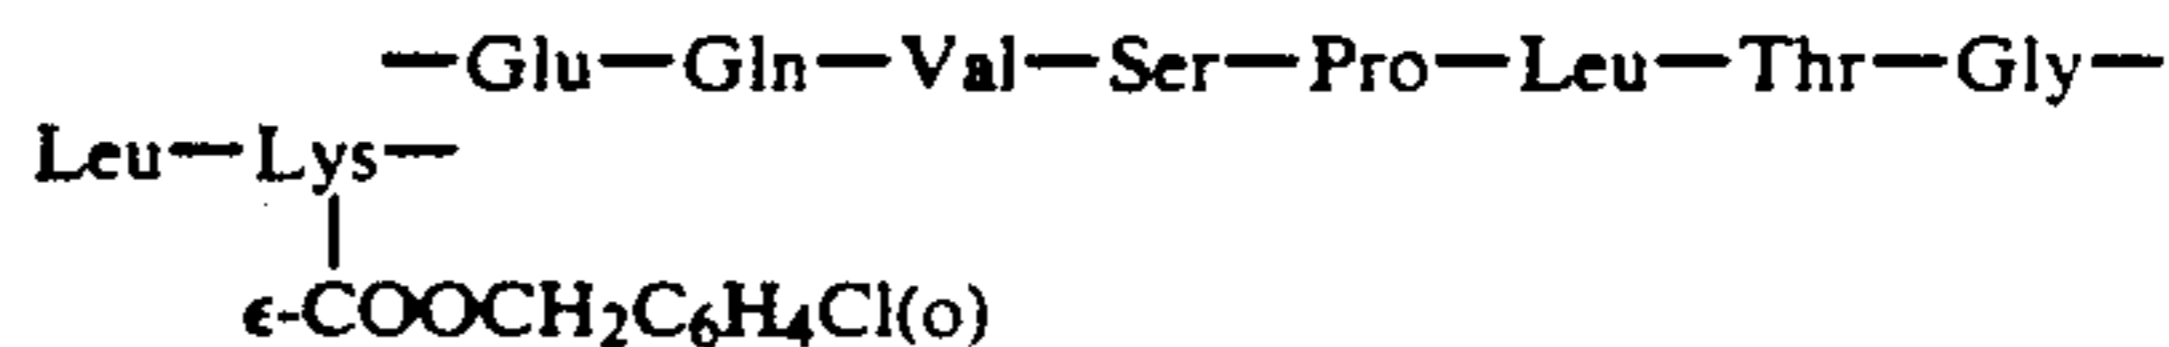 —Glu—Gln—Val—Ser—Pro—Leu—Thr—Gly—
Leu—Lys—
ϵ-COOCH₂C₆H₄Cl(o)